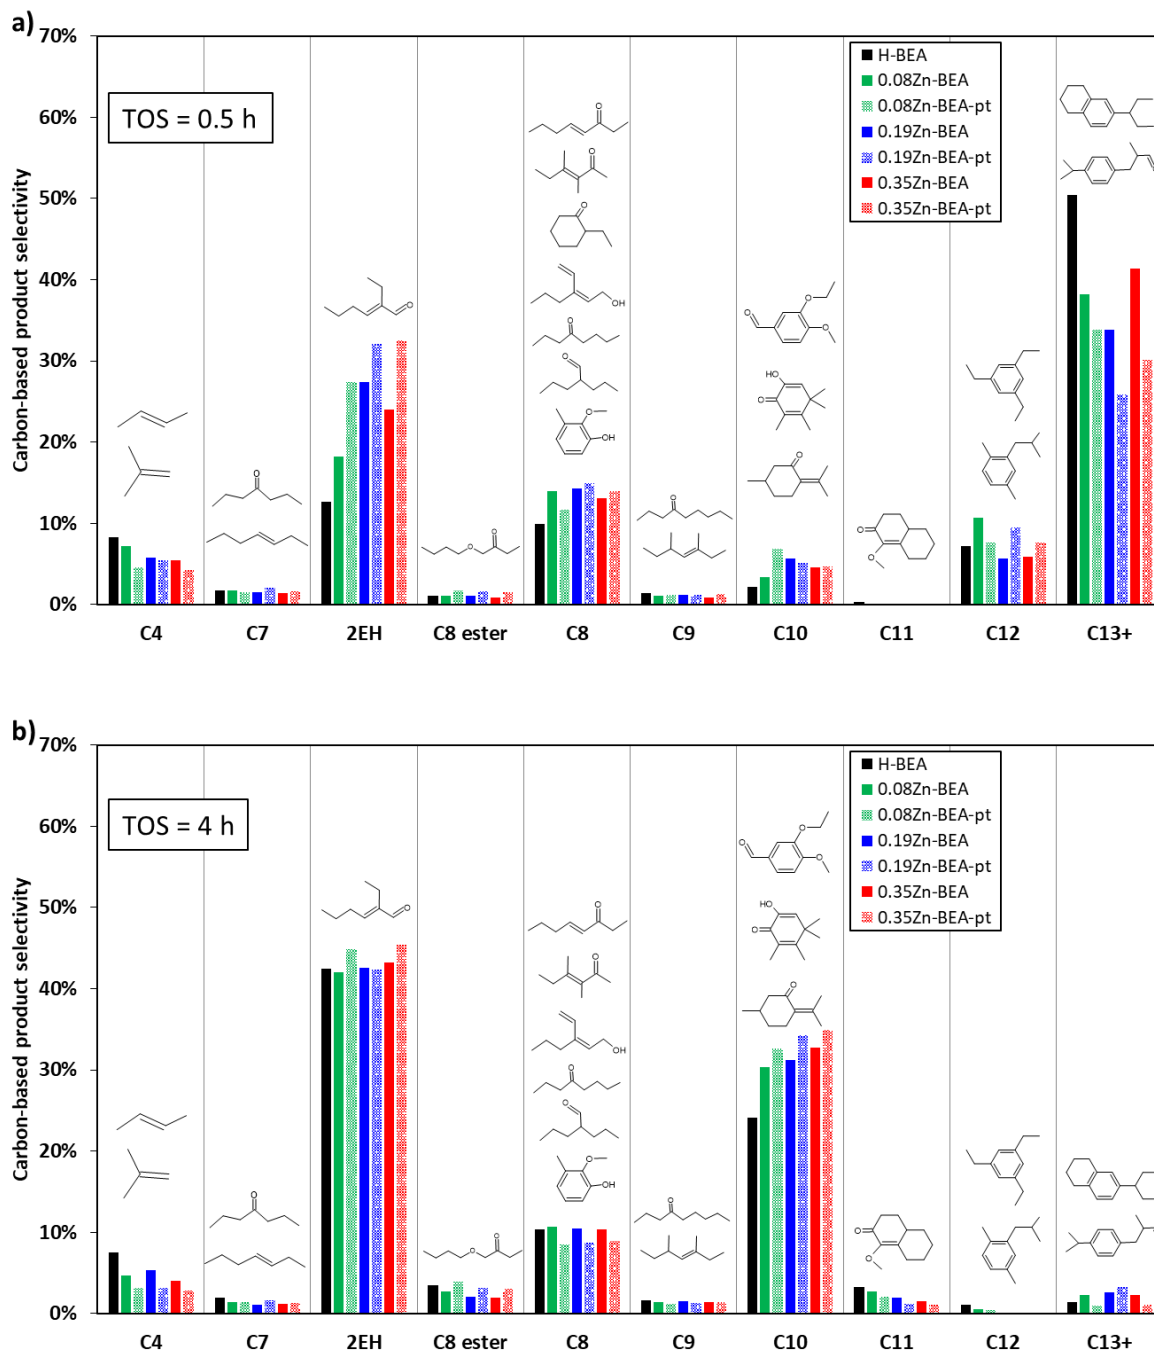 a)
70%
60%
50%
40%
30%
20%
10%
0%
Carbon-based product selectivity
TOS = 0.5 h
H-BEA
0.08Zn-BEA
0.08Zn-BEA-pt
0.19Zn-BEA
0.19Zn-BEA-pt
0.35Zn-BEA
0.35Zn-BEA-pt
O
O
O
OH
O
O
O
OH
O
O
O
O
O
O
O
HO
O
O
O
O
C4 C7 2EH C8 ester C8 C9 C10 C11 C12 C13+
b)
70%
60%
50%
40%
30%
20%
10%
0%
Carbon-based product selectivity
TOS = 4 h
H-BEA
0.08Zn-BEA
0.08Zn-BEA-pt
0.19Zn-BEA
0.19Zn-BEA-pt
0.35Zn-BEA
0.35Zn-BEA-pt
O
O
O
O
O
O
O
OH
O
O
O
OH
O
O
O
O
HO
O
O
O
O
C4 C7 2EH C8 ester C8 C9 C10 C11 C12 C13+